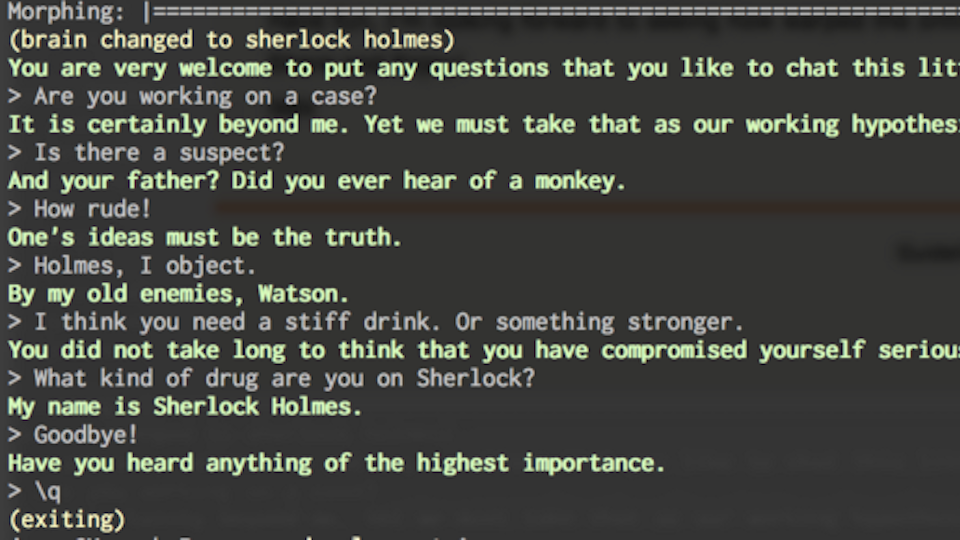 Morphing: |==============================================================
(brain changed to sherlock holmes)
You are very welcome to put any questions that you like to chat this lit
> Are you working on a case?
It is certainly beyond me. Yet we must take that as our working hypothes
> Is there a suspect?
And your father? Did you ever hear of a monkey.
> How rude!
One's ideas must be the truth.
> Holmes, I object.
By my old enemies, Watson.
> I think you need a stiff drink. Or something stronger.
You did not take long to think that you have compromised yourself seriou
> What kind of drug are you on Sherlock?
My name is Sherlock Holmes.
> Goodbye!
Have you heard anything of the highest importance.
> \q
(exiting)